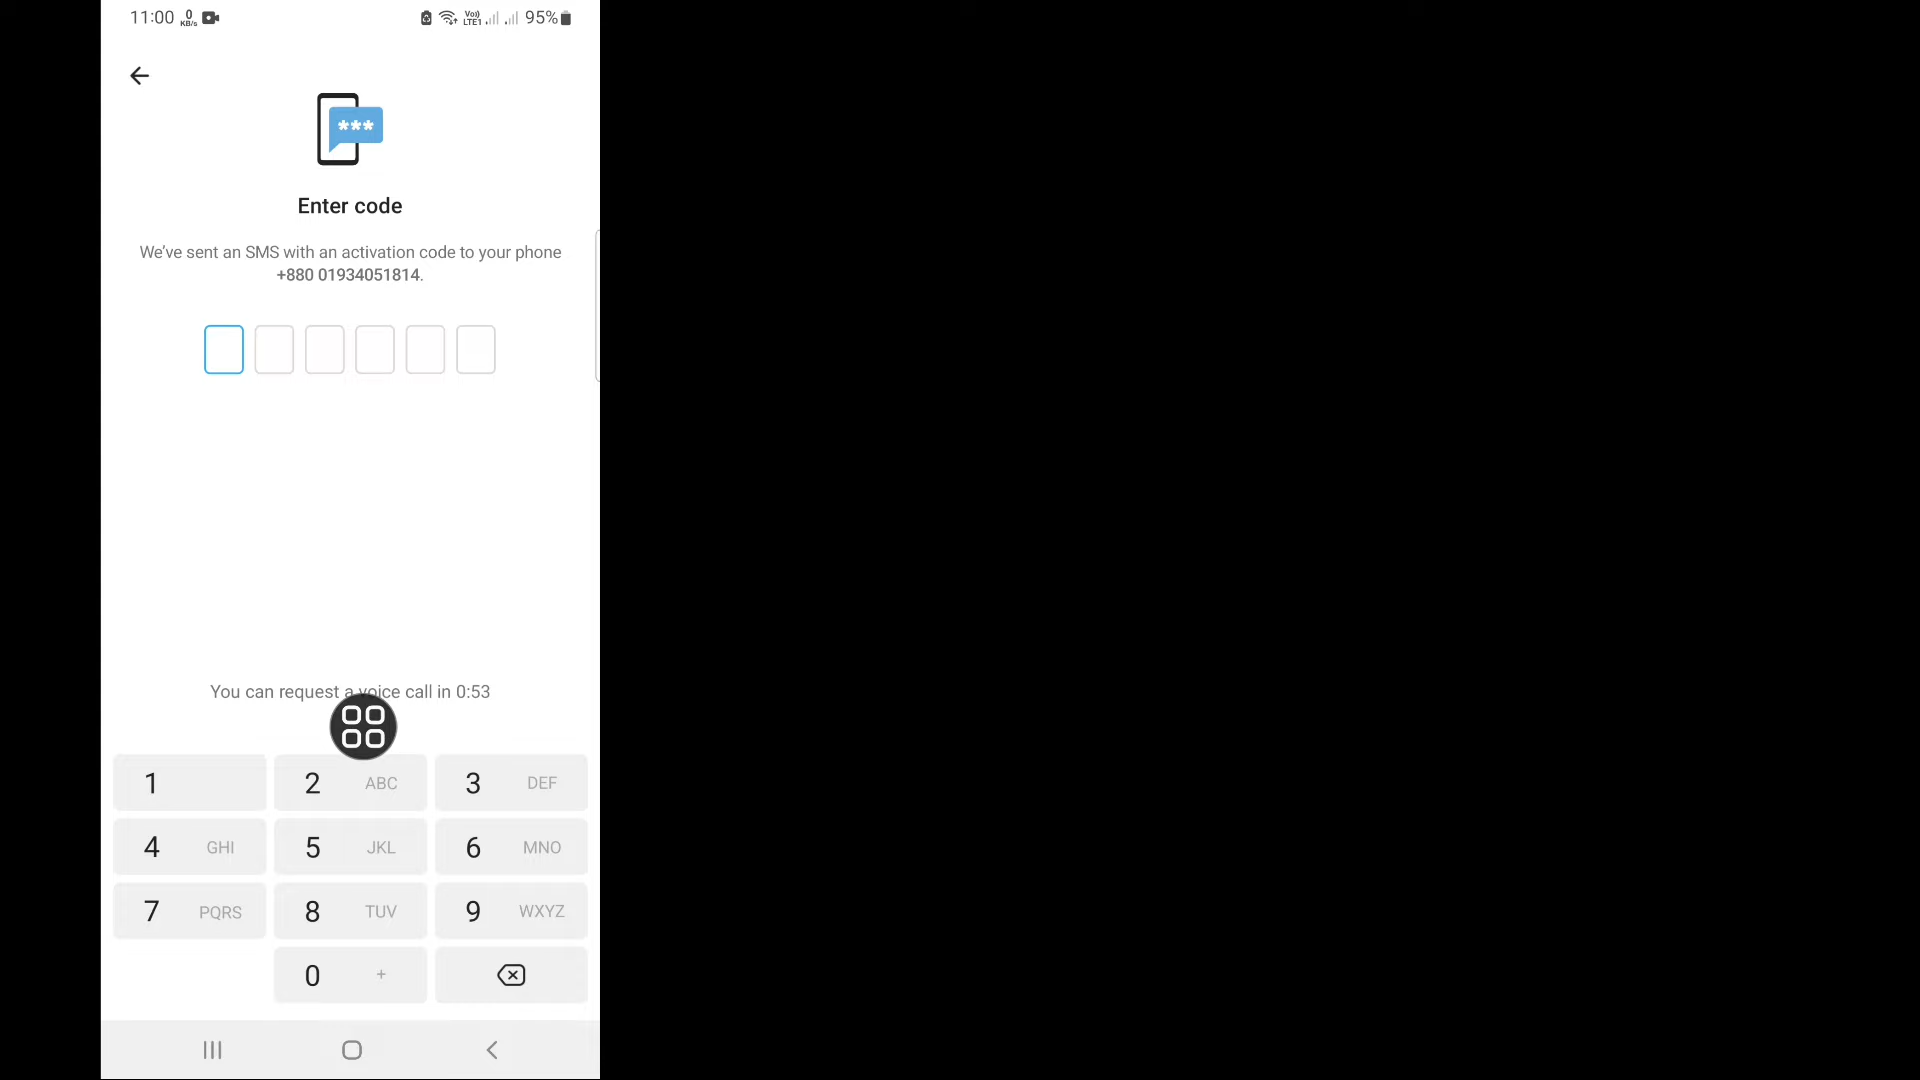 11:00 0 KB/s Vo)) LTE1 95%
***
Enter code
We've sent an SMS with an activation code to your phone
+880 01934051814.
You can request a voice call in 0:53
1 2 ABC 3 DEF
4 GHI 5 JKL 6 MNO
7 PQRS 8 TUV 9 WXYZ
0 +